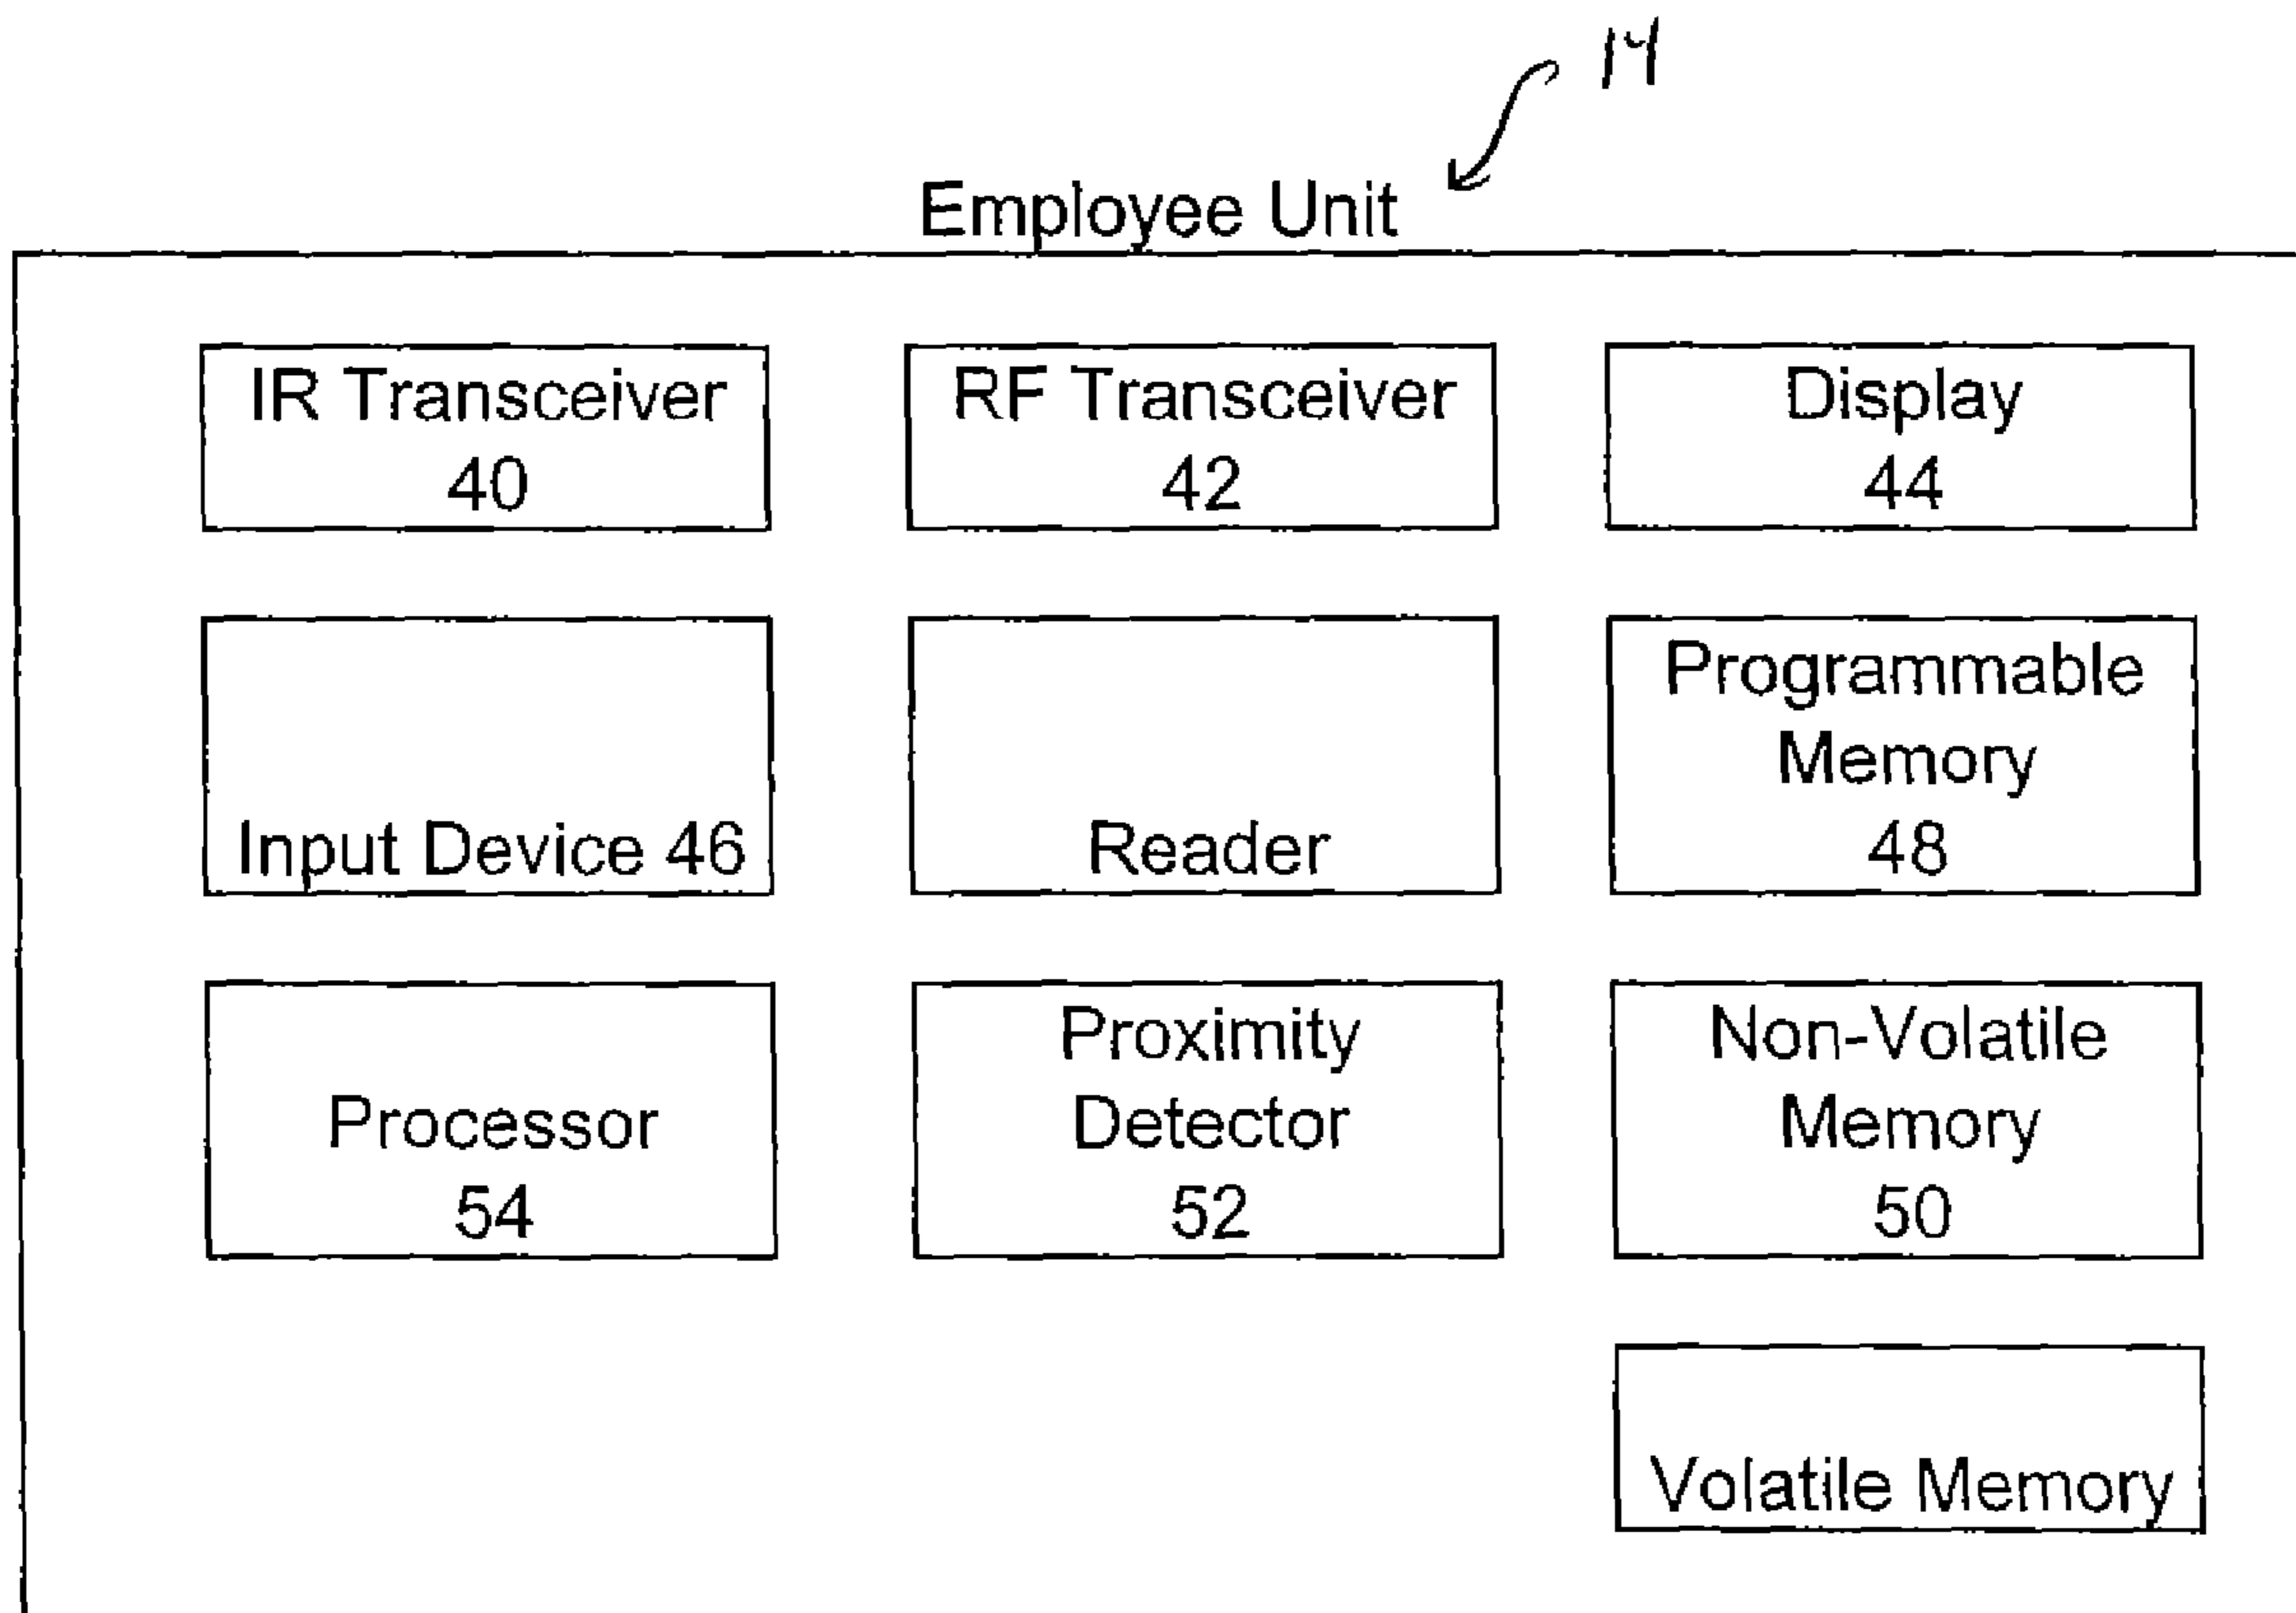 14
Employee Unit
IR Transceiver
40
RF Transceiver
42
Display
44
Input Device 46
Reader
Programmable
Memory
48
Processor
54
Proximity
Detector
52
Non-Volatile
Memory
50
Volatile Memory